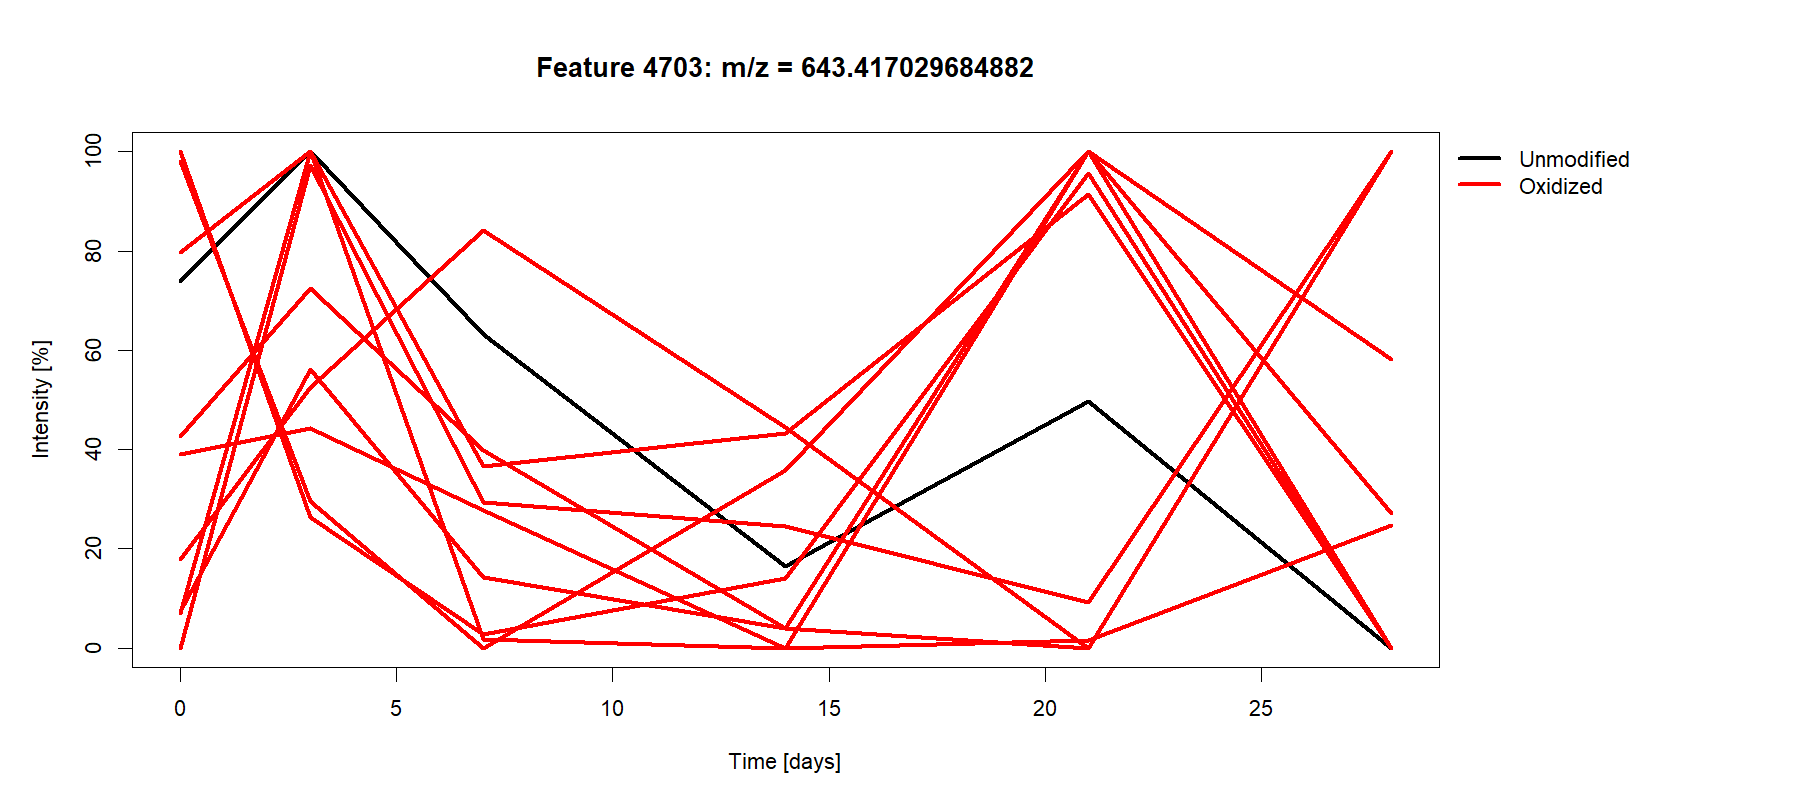 Feature 4703: m/z = 643.417029684882
Unmodified
Oxidized
Intensity [%]
100
80
60
40
20
0
0 5 10 15 20 25
Time [days]